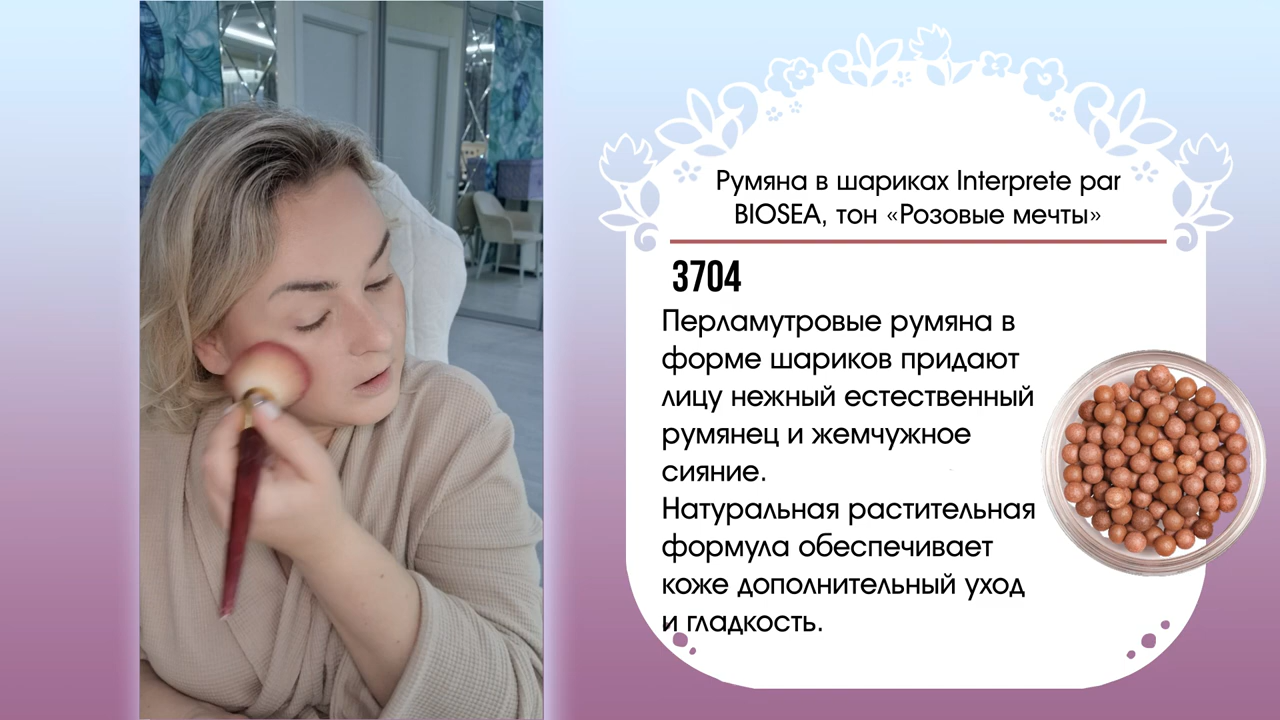 Румяна в шариках Interprete par
BIOSEA, тон «Розовые мечты»
3704
Перламутровые румяна в
форме шариков придают
лицу нежный естественный
румянец и жемчужное
сияние.
Натуральная растительная
формула обеспечивает
коже дополнительный уход
и гладкость.